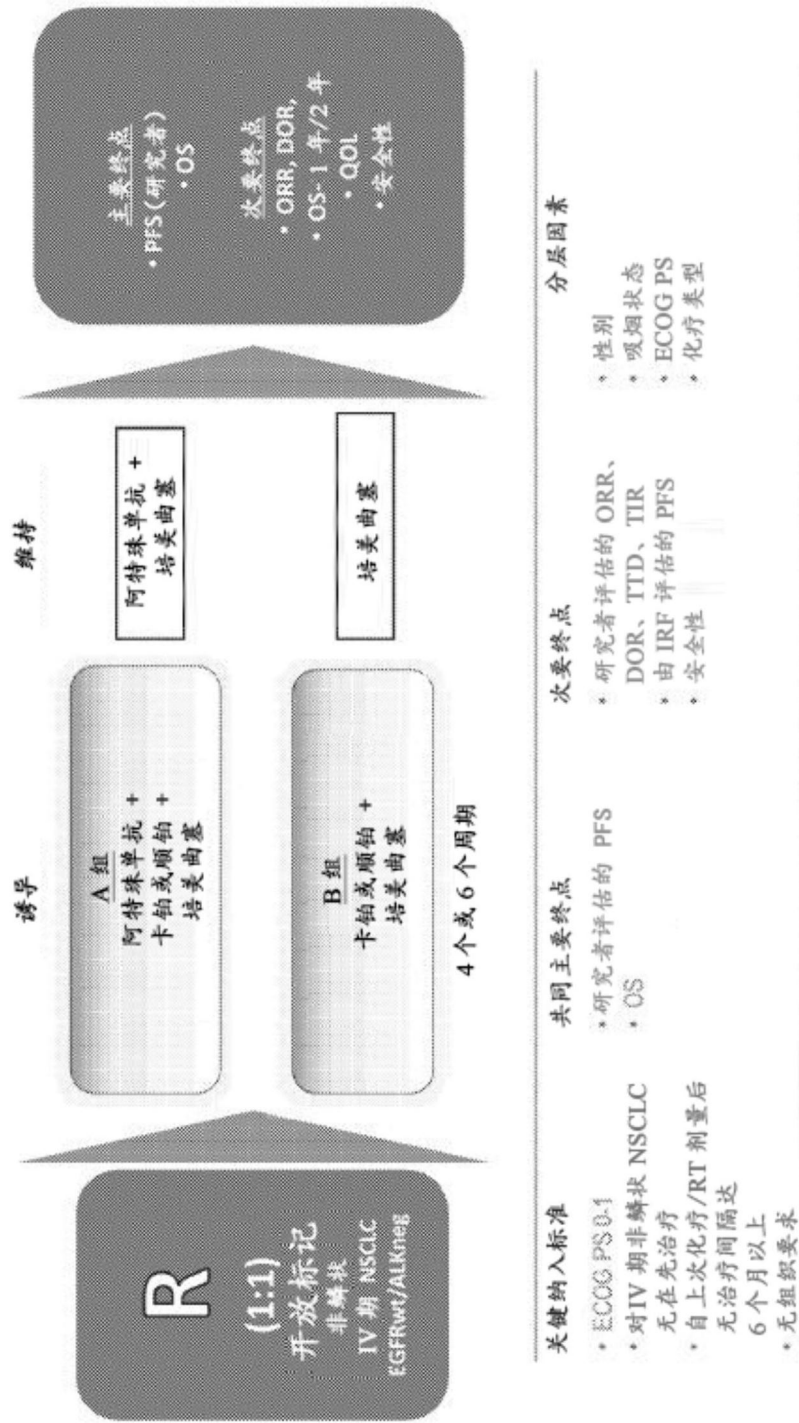 诱导
维持
R
(1:1)
开放标记
非鳞状
IV 期 NSCLC
EGFRwt/ALKneg
A 组
阿特珠单抗 +
卡铂或顺铂 +
培美曲塞
B 组
卡铂或顺铂 +
培美曲塞
4 个或 6 个周期
阿特珠单抗 +
培美曲塞
培美曲塞
主要终点
• PFS (研究者)
• OS
次要终点
• ORR, DOR,
• OS- 1 年/2 年
• QOL
• 安全性
关健纳入标准
• ECOG PS 0-1
• 对IV 期非鳞状 NSCLC
无在先治疗
• 自上次化疗/RT 剂量后
无治疗间隔达
6 个月以上
• 无组织要求
共同主要终点
• 研究者评估的 PFS
• OS
次要终点
• 研究者评估的 ORR、
DOR、TTD、TIR
• 由 IRF 评估的 PFS
• 安全性
分层因素
• 性别
• 吸烟状态
• ECOG PS
• 化疗类型